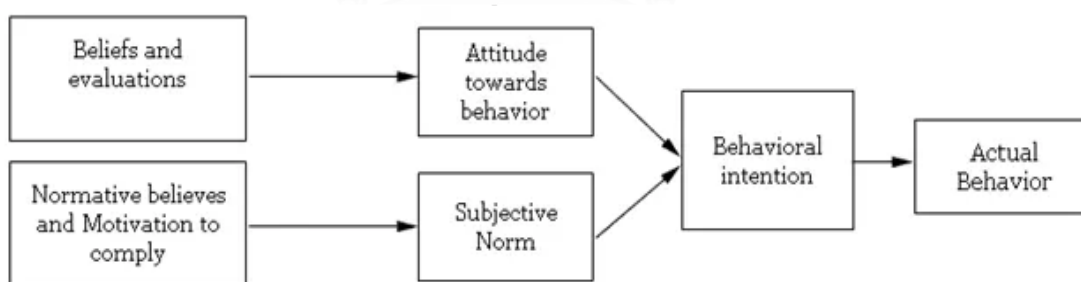 Beliefs and
evaluations
Attitude
towards
behavior
Normative believes
and Motivation to
comply
Subjective
Norm
Behavioral
intention
Actual
Behavior